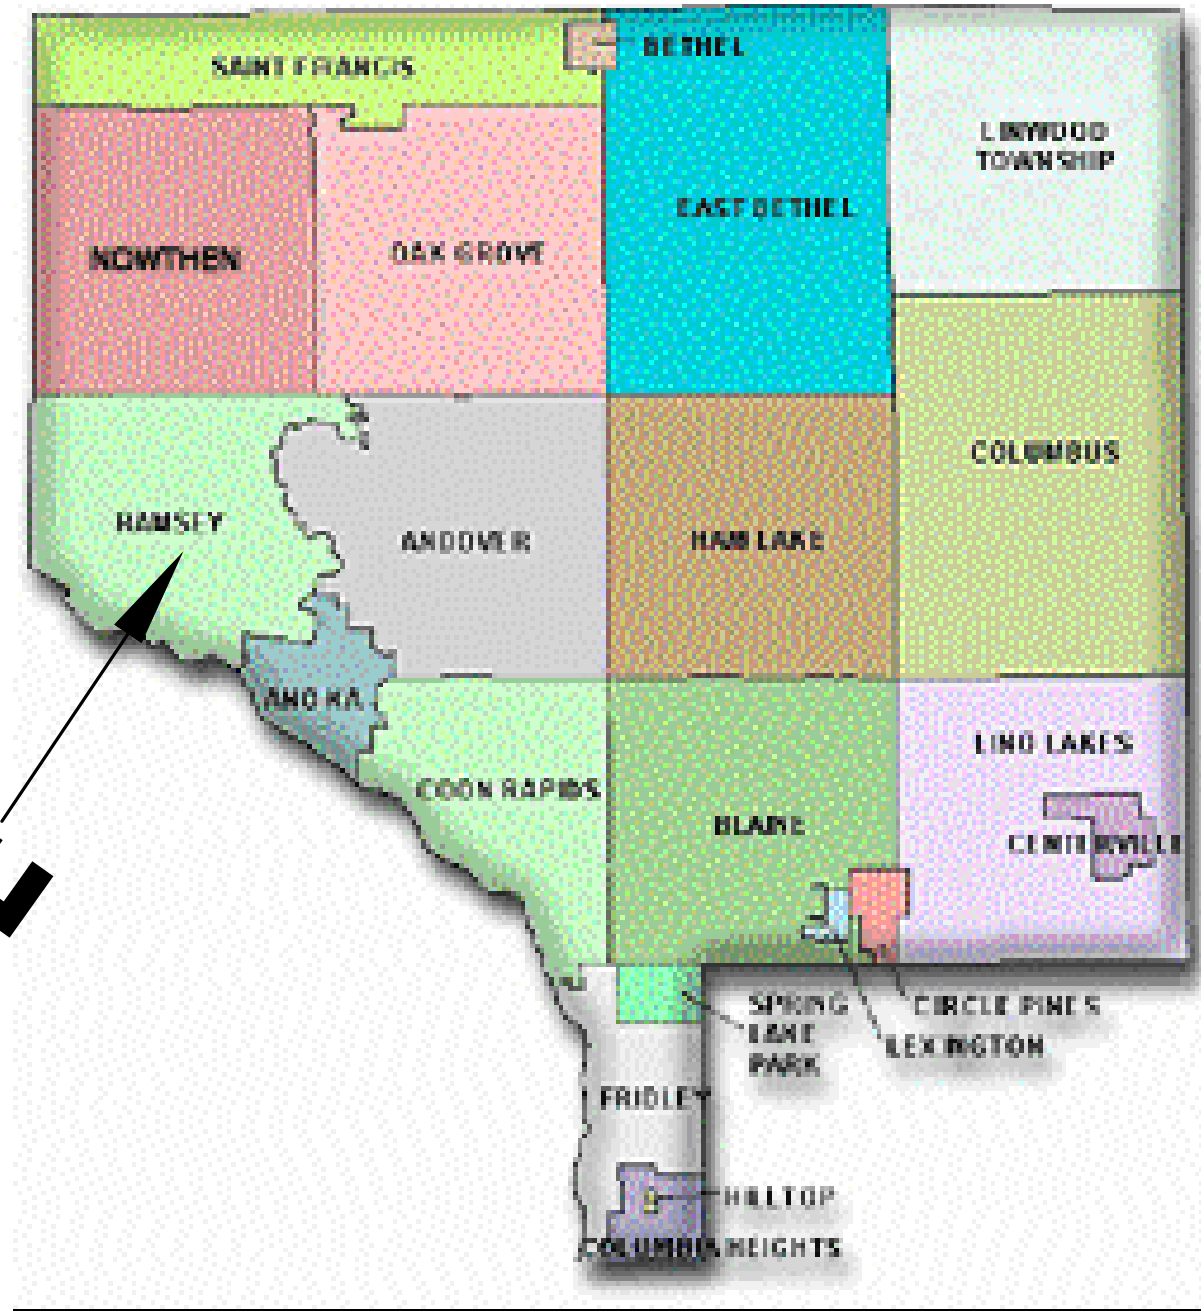 SAINT FRANCIS
BETHEL
LINWOOD
TOWNSHIP
EAST BETHEL
NOWTHEN
OAK GROVE
COLUMBUS
RAMSEY
ANDOVER
HAM LAKE
ANOKA
LINO LAKES
COON RAPIDS
BLAINE
CENTERVILLE
SPRING
LAKE
PARK
CIRCLE PINES
LEXINGTON
FRIDLEY
HILLTOP
COLUMBIA HEIGHTS